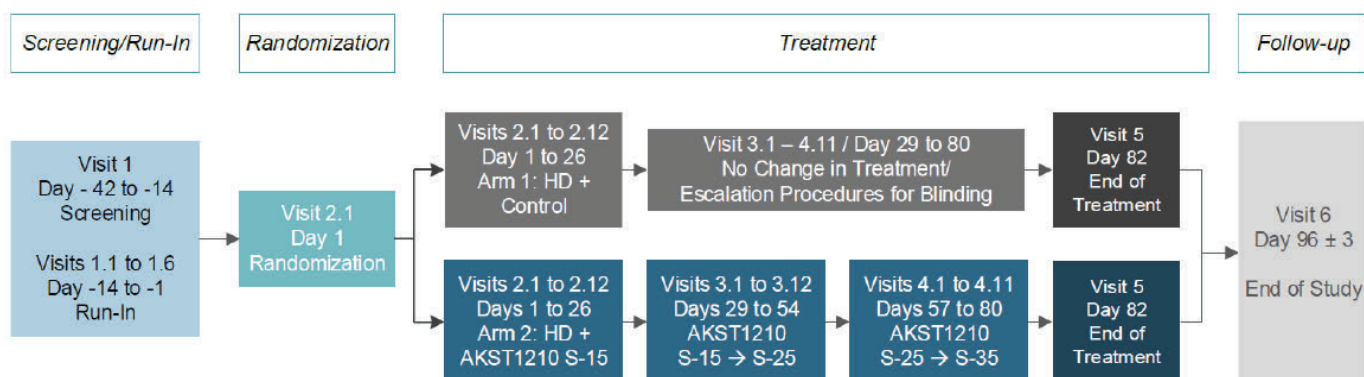 Screening/Run-In
Randomization
Treatment
Follow-up
Visit 1
Day - 42 to -14
Screening
Visits 1.1 to 1.6
Day -14 to -1
Run-In
Visit 2.1
Day 1
Randomization
Visits 2.1 to 2.12
Day 1 to 26
Arm 1: HD +
Control
Visit 3.1 – 4.11 / Day 29 to 80
No Change in Treatment/
Escalation Procedures for Blinding
Visit 5
Day 82
End of
Treatment
Visits 2.1 to 2.12
Days 1 to 26
Arm 2: HD +
AKST1210 S-15
Visits 3.1 to 3.12
Days 29 to 54
AKST1210
S-15 → S-25
Visits 4.1 to 4.11
Days 57 to 80
AKST1210
S-25 → S-35
Visit 5
Day 82
End of
Treatment
Visit 6
Day 96 ± 3
End of Study